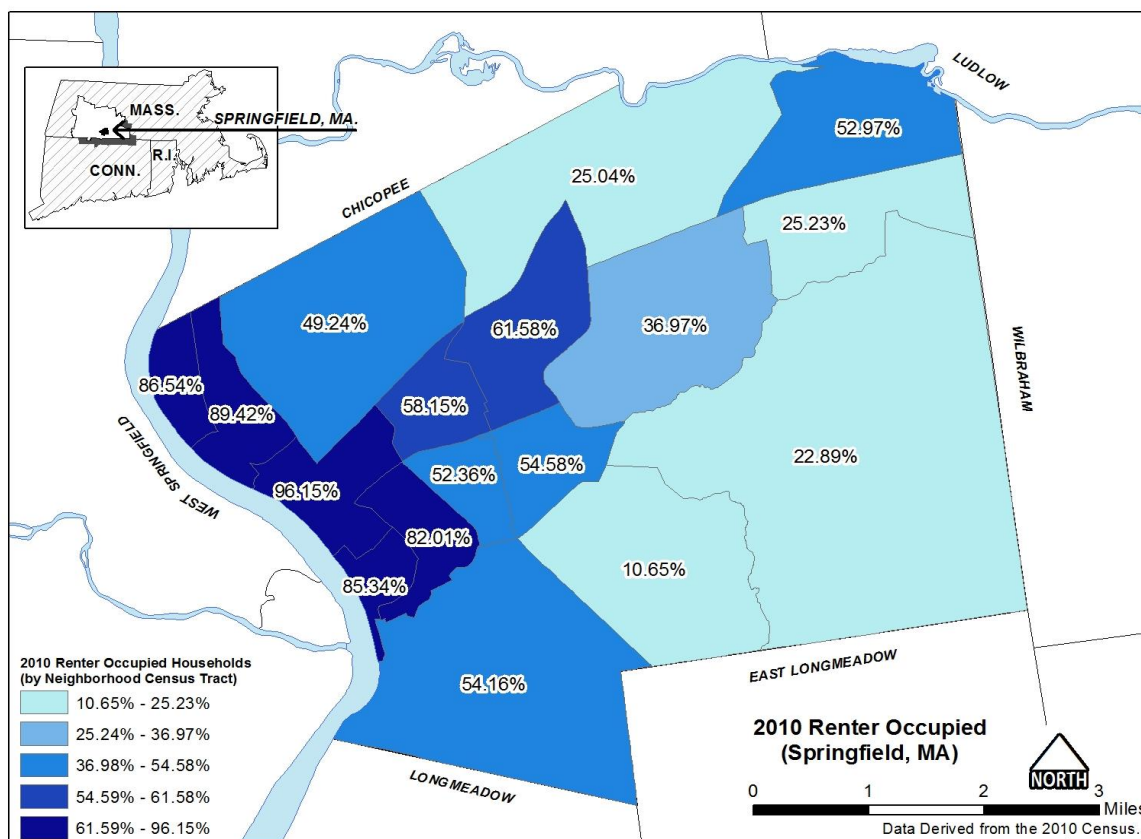 MASS.
SPRINGFIELD, MA.
R.I.
CONN.
LUDLOW
CHICOPEE
52.97%
25.04%
25.23%
49.24%
61.58%
36.97%
WILBRAHAM
86.54%
89.42%
58.15%
WEST SPRINGFIELD
96.15%
52.36%
54.58%
22.89%
82.01%
85.34%
10.65%
54.16%
EAST LONGMEADOW
LONGMEADOW
2010 Renter Occupied Households
(by Neighborhood Census Tract)
10.65% - 25.23%
25.24% - 36.97%
36.98% - 54.58%
54.59% - 61.58%
61.59% - 96.15%
2010 Renter Occupied
(Springfield, MA)
NORTH
0 1 2 3
Miles
Data Derived from the 2010 Census.